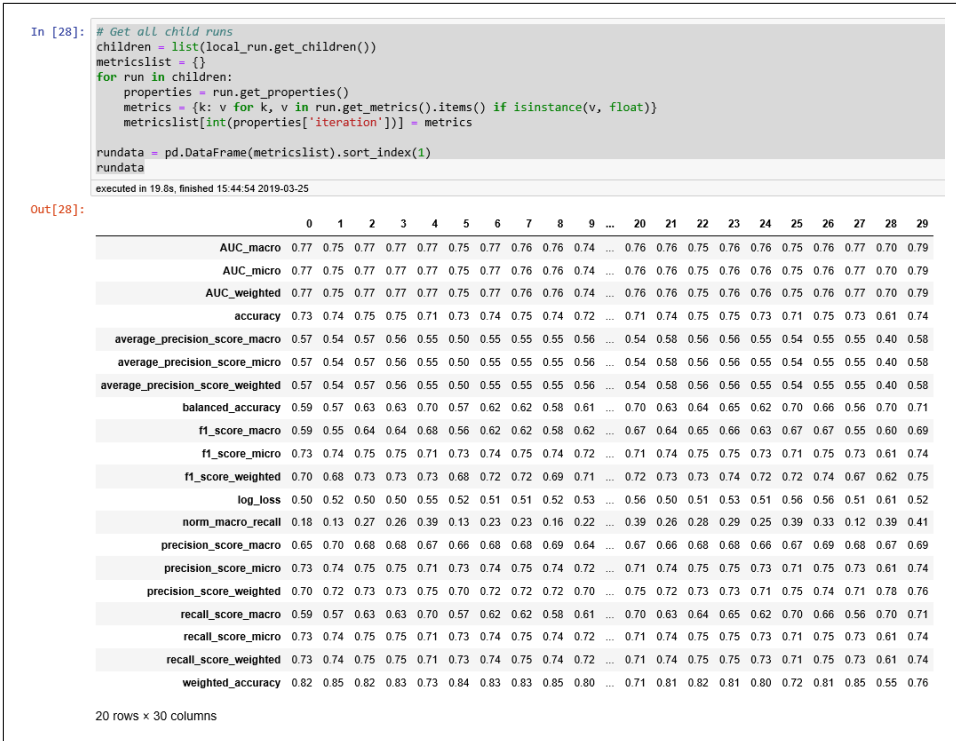 In [28]: # Get all child runs
children = list(local_run.get_children())
metricslist = {}
for run in children:
    properties = run.get_properties()
    metrics = {k: v for k, v in run.get_metrics().items() if isinstance(v, float)}
    metricslist[int(properties['iteration'])] = metrics
rundata = pd.DataFrame(metricslist).sort_index(1)
rundata
executed in 19.8s, finished 15:44:54 2019-03-25
Out[28]:
0 1 2 3 4 5 6 7 8 9 ... 20 21 22 23 24 25 26 27 28 29
AUC_macro 0.77 0.75 0.77 0.77 0.77 0.75 0.77 0.76 0.76 0.74 ... 0.76 0.76 0.75 0.76 0.76 0.75 0.76 0.77 0.70 0.79
AUC_micro 0.77 0.75 0.77 0.77 0.77 0.75 0.77 0.76 0.76 0.74 ... 0.76 0.76 0.75 0.76 0.76 0.75 0.76 0.77 0.70 0.79
AUC_weighted 0.77 0.75 0.77 0.77 0.77 0.75 0.77 0.76 0.76 0.74 ... 0.76 0.76 0.75 0.76 0.76 0.75 0.76 0.77 0.70 0.79
accuracy 0.73 0.74 0.75 0.75 0.71 0.73 0.74 0.75 0.74 0.72 ... 0.71 0.74 0.75 0.75 0.73 0.71 0.75 0.73 0.61 0.74
average_precision_score_macro 0.57 0.54 0.57 0.56 0.55 0.50 0.55 0.55 0.55 0.56 ... 0.54 0.58 0.56 0.56 0.55 0.54 0.55 0.55 0.40 0.58
average_precision_score_micro 0.57 0.54 0.57 0.56 0.55 0.50 0.55 0.55 0.55 0.56 ... 0.54 0.58 0.56 0.56 0.55 0.54 0.55 0.55 0.40 0.58
average_precision_score_weighted 0.57 0.54 0.57 0.56 0.55 0.50 0.55 0.55 0.55 0.56 ... 0.54 0.58 0.56 0.56 0.55 0.54 0.55 0.55 0.40 0.58
balanced_accuracy 0.59 0.57 0.63 0.63 0.70 0.57 0.62 0.62 0.58 0.61 ... 0.70 0.63 0.64 0.65 0.62 0.70 0.66 0.56 0.70 0.71
f1_score_macro 0.59 0.55 0.64 0.64 0.68 0.56 0.62 0.62 0.58 0.62 ... 0.67 0.64 0.65 0.66 0.63 0.67 0.67 0.55 0.60 0.69
f1_score_micro 0.73 0.74 0.75 0.75 0.71 0.73 0.74 0.75 0.74 0.72 ... 0.71 0.74 0.75 0.75 0.73 0.71 0.75 0.73 0.61 0.74
f1_score_weighted 0.70 0.68 0.73 0.73 0.73 0.68 0.72 0.72 0.69 0.71 ... 0.72 0.73 0.73 0.74 0.72 0.72 0.74 0.67 0.62 0.75
log_loss 0.50 0.52 0.50 0.50 0.55 0.52 0.51 0.51 0.52 0.53 ... 0.56 0.50 0.51 0.53 0.51 0.56 0.56 0.51 0.61 0.52
norm_macro_recall 0.18 0.13 0.27 0.26 0.39 0.13 0.23 0.23 0.16 0.22 ... 0.39 0.26 0.28 0.29 0.25 0.39 0.33 0.12 0.39 0.41
precision_score_macro 0.65 0.70 0.68 0.68 0.67 0.66 0.68 0.68 0.69 0.64 ... 0.67 0.66 0.68 0.68 0.66 0.67 0.69 0.68 0.67 0.69
precision_score_micro 0.73 0.74 0.75 0.75 0.71 0.73 0.74 0.75 0.74 0.72 ... 0.71 0.74 0.75 0.75 0.73 0.71 0.75 0.73 0.61 0.74
precision_score_weighted 0.70 0.72 0.73 0.73 0.75 0.70 0.72 0.72 0.72 0.70 ... 0.75 0.72 0.73 0.73 0.71 0.75 0.74 0.71 0.78 0.76
recall_score_macro 0.59 0.57 0.63 0.63 0.70 0.57 0.62 0.62 0.58 0.61 ... 0.70 0.63 0.64 0.65 0.62 0.70 0.66 0.56 0.70 0.71
recall_score_micro 0.73 0.74 0.75 0.75 0.71 0.73 0.74 0.75 0.74 0.72 ... 0.71 0.74 0.75 0.75 0.73 0.71 0.75 0.73 0.61 0.74
recall_score_weighted 0.73 0.74 0.75 0.75 0.71 0.73 0.74 0.75 0.74 0.72 ... 0.71 0.74 0.75 0.75 0.73 0.71 0.75 0.73 0.61 0.74
weighted_accuracy 0.82 0.85 0.82 0.83 0.73 0.84 0.83 0.83 0.85 0.80 ... 0.71 0.81 0.82 0.81 0.80 0.72 0.81 0.85 0.55 0.76
20 rows × 30 columns